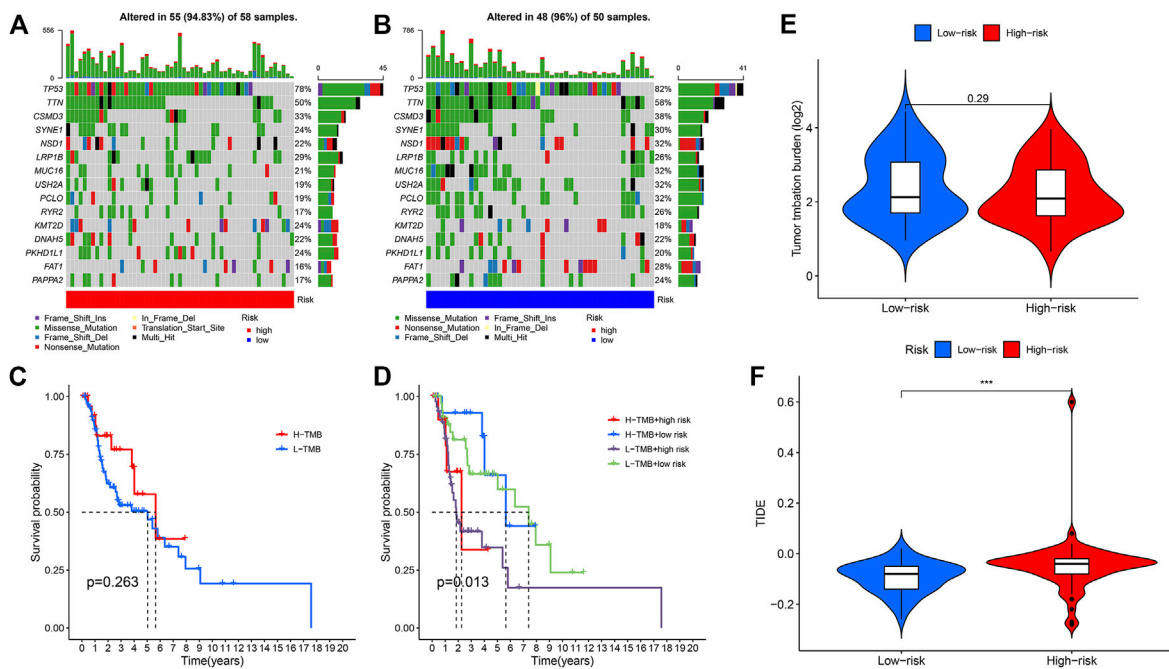 A
Altered in 55 (94.83%) of 58 samples.
556
0
0
45
TP53 78%
TTN 50%
CSMD3 33%
SYNE1 24%
NSD1 22%
LRP1B 29%
MUC16 21%
USH2A 19%
PCLO 19%
RYR2 17%
KMT2D 24%
DNAH5 22%
PKHD1L1 24%
FAT1 16%
PAPPA2 17%
Risk
Frame_Shift_Ins
Missense_Mutation
Frame_Shift_Del
Nonsense_Mutation
In_Frame_Del
Translation_Start_Site
Multi_Hit
Risk
high
low
B
Altered in 48 (96%) of 50 samples.
786
0
0
41
TP53 82%
TTN 58%
CSMD3 38%
SYNE1 30%
NSD1 32%
LRP1B 26%
MUC16 32%
USH2A 32%
PCLO 32%
RYR2 26%
KMT2D 18%
DNAH5 22%
PKHD1L1 20%
FAT1 28%
PAPPA2 24%
Risk
Missense_Mutation
Nonsense_Mutation
Frame_Shift_Del
Frame_Shift_Ins
In_Frame_Del
Multi_Hit
Risk
high
low
E
Low-risk
High-risk
0.29
Tumor tmbation burden (log2)
4
2
0
Low-risk
High-risk
C
1.00
0.75
0.50
0.25
0.00
Survival probability
H-TMB
L-TMB
p=0.263
0 1 2 3 4 5 6 7 8 9 10 11 12 13 14 15 16 17 18 19 20
Time(years)
D
1.00
0.75
0.50
0.25
0.00
Survival probability
H-TMB+high risk
H-TMB+low risk
L-TMB+high risk
L-TMB+low risk
p=0.013
0 1 2 3 4 5 6 7 8 9 10 11 12 13 14 15 16 17 18 19 20
Time(years)
F
Risk
Low-risk
High-risk
***
TIDE
0.6
0.4
0.2
0.0
−0.2
Low-risk
High-risk